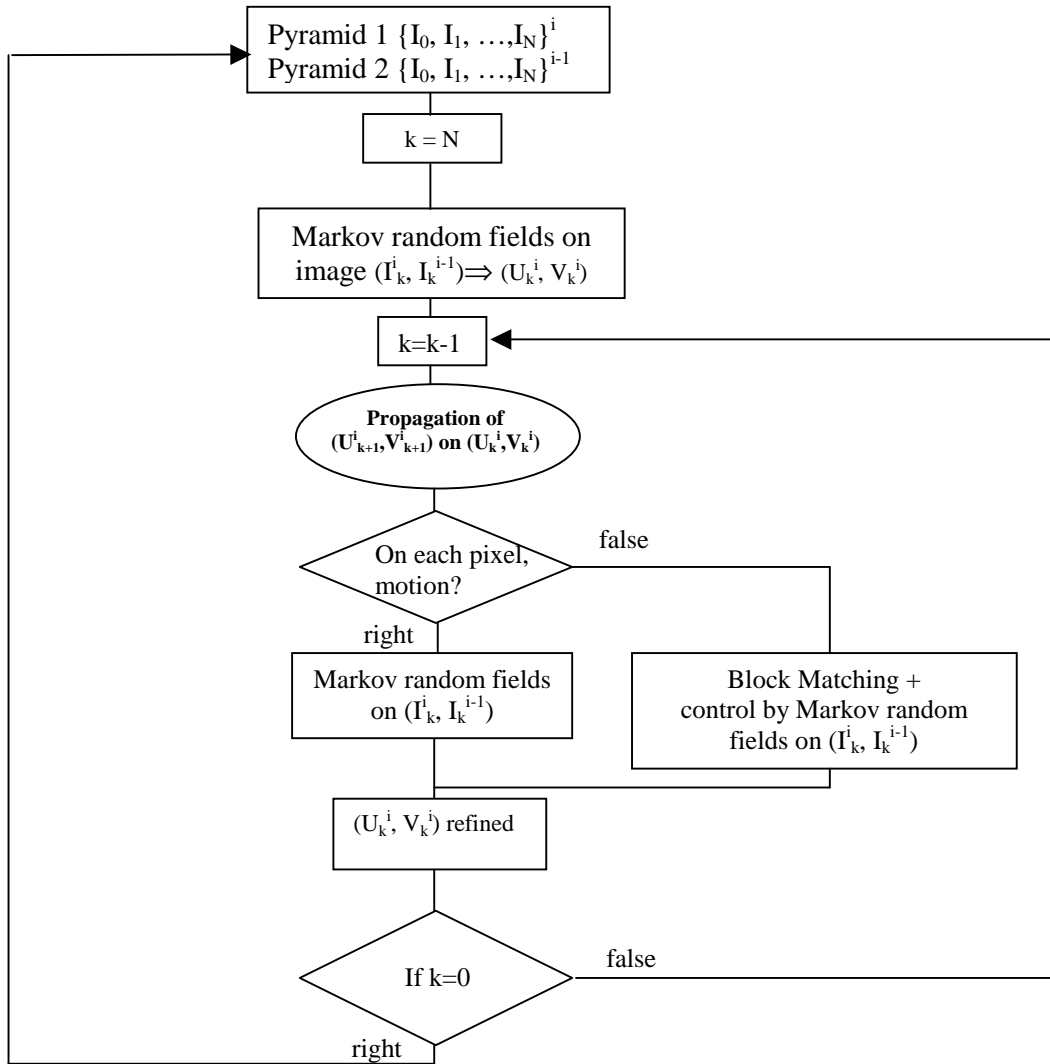 Pyramid 1 {I₀, I₁, …,I_N}ⁱ
Pyramid 2 {I₀, I₁, …,I_N}ⁱ⁻¹
k = N
Markov random fields on
image (Iⁱₖ, Iₖⁱ⁻¹)⇒ (Uₖⁱ, Vₖⁱ)
k=k-1
Propagation of
(Uⁱₖ₊₁,Vⁱₖ₊₁) on (Uₖⁱ,Vₖⁱ)
On each pixel,
motion?
false
right
Markov random fields
on (Iⁱₖ, Iₖⁱ⁻¹)
Block Matching +
control by Markov random
fields on (Iⁱₖ, Iₖⁱ⁻¹)
(Uₖⁱ, Vₖⁱ) refined
If k=0
false
right